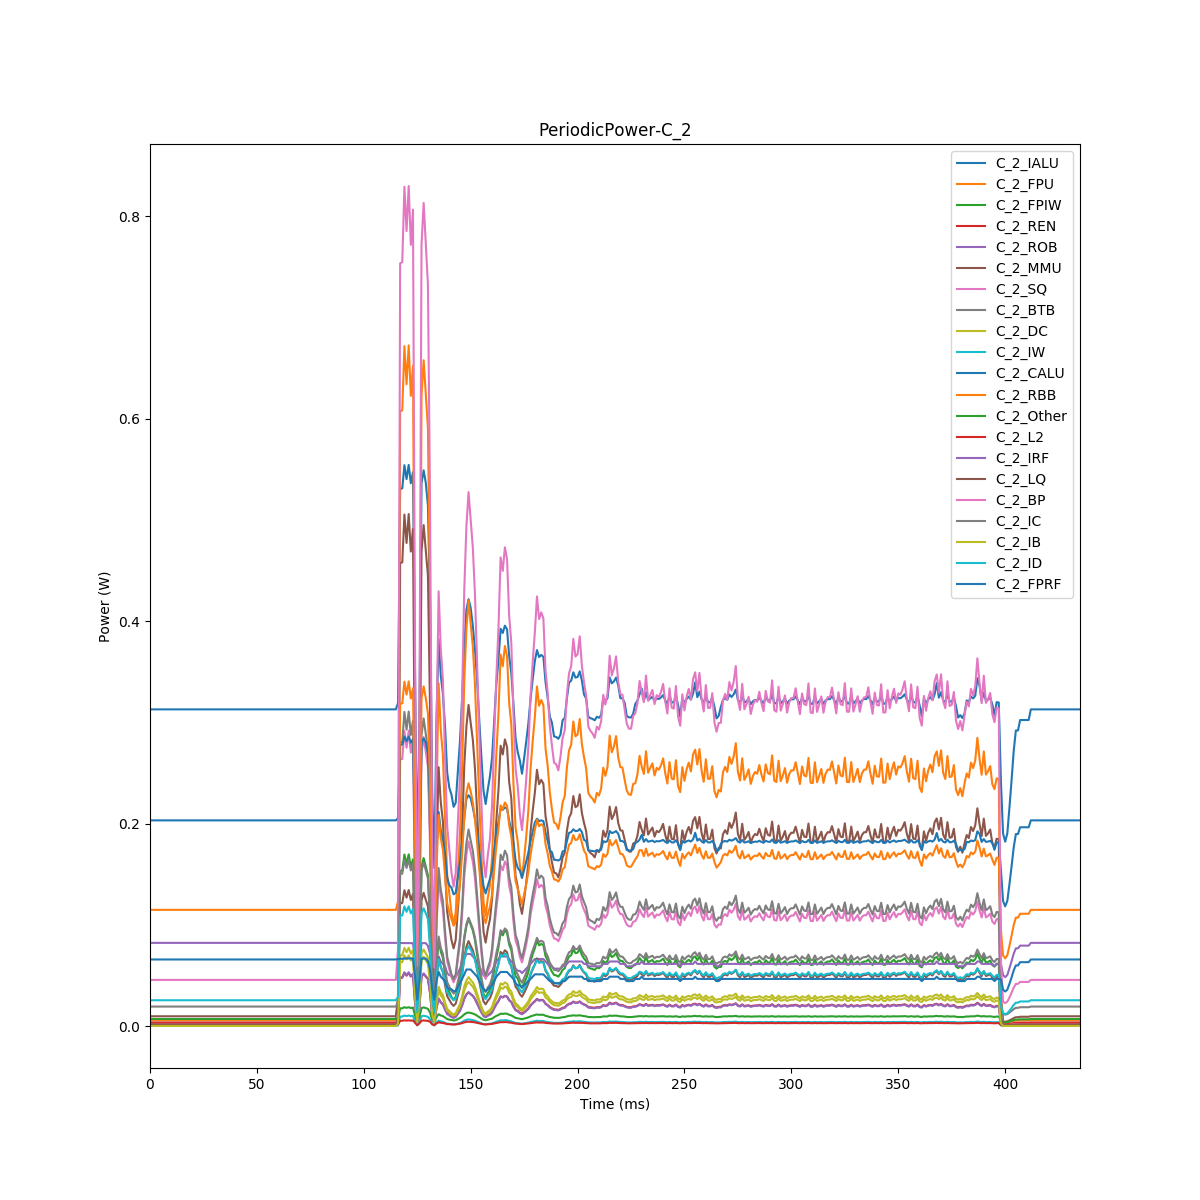 PeriodicPower-C_2
0.8
0.6
0.4
0.2
0.0
Power (W)
0 50 100 150 200 250 300 350 400
Time (ms)
C_2_IALU
C_2_FPU
C_2_FPIW
C_2_REN
C_2_ROB
C_2_MMU
C_2_SQ
C_2_BTB
C_2_DC
C_2_IW
C_2_CALU
C_2_RBB
C_2_Other
C_2_L2
C_2_IRF
C_2_LQ
C_2_BP
C_2_IC
C_2_IB
C_2_ID
C_2_FPRF